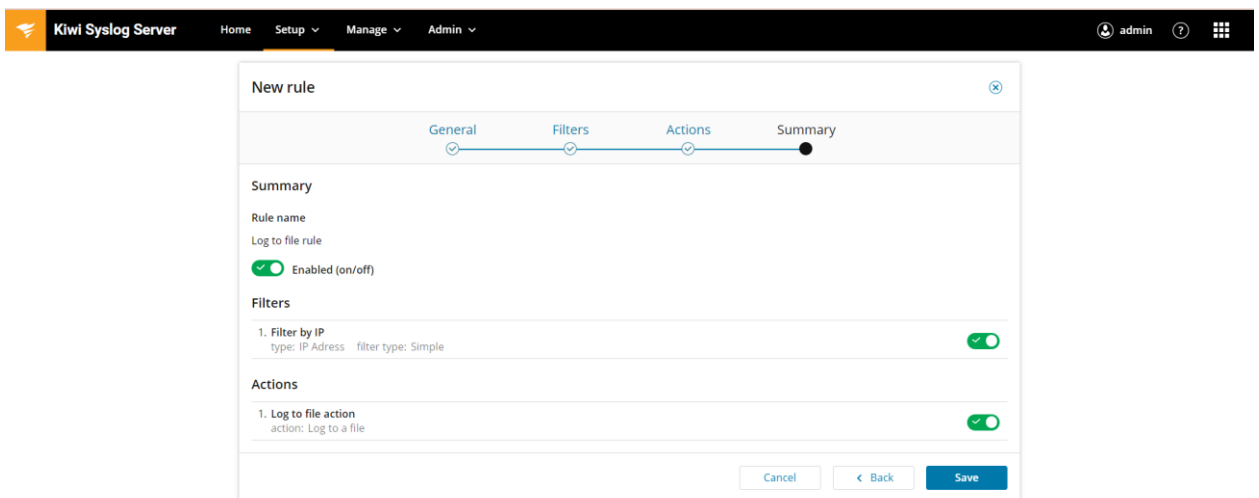 Kiwi Syslog Server Home Setup Manage Admin admin ?
New rule
General Filters Actions Summary
Summary
Rule name
Log to file rule
Enabled (on/off)
Filters
1. Filter by IP
type: IP Adress filter type: Simple
Actions
1. Log to file action
action: Log to a file
Cancel Back Save